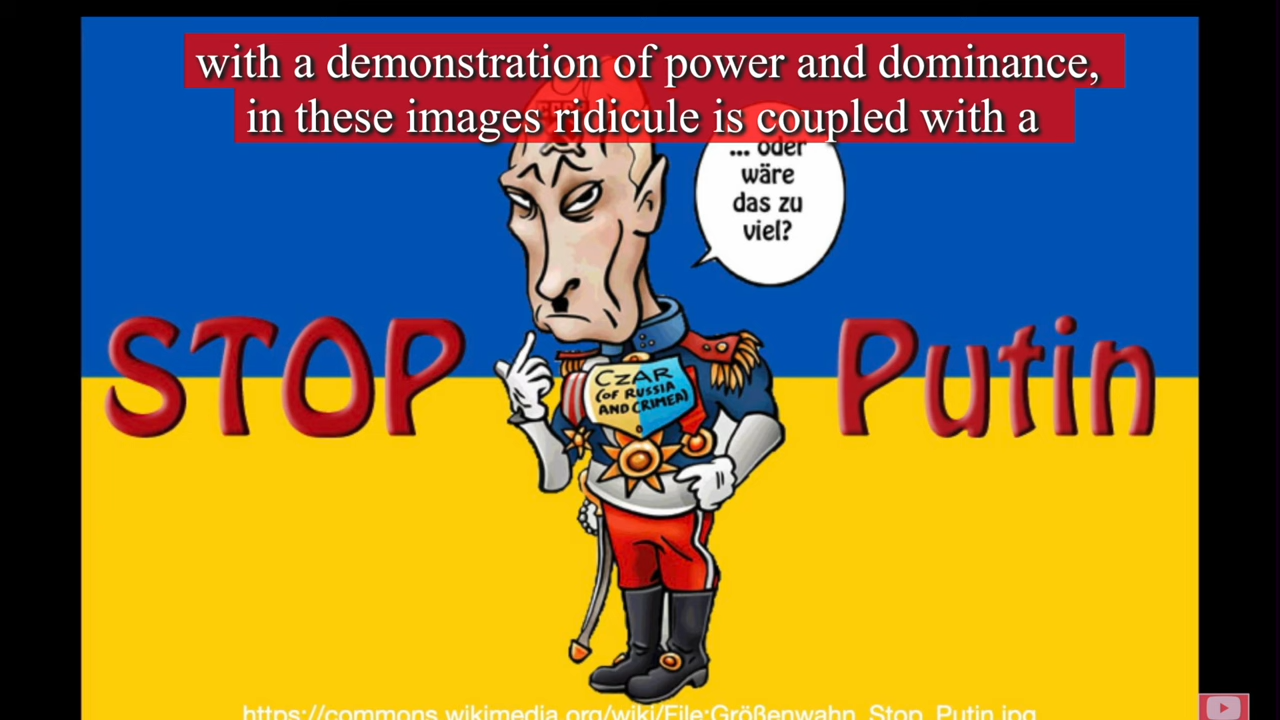 with a demonstration of power and dominance,
in these images ridicule is coupled with a
... oder
wäre
das zu
viel?
STOP
Putin
CZAR
(OF RUSSIA
AND CRIMEA)
https://commons.wikimedia.org/wiki/File:Größenwahn_Stop_Putin.jpg